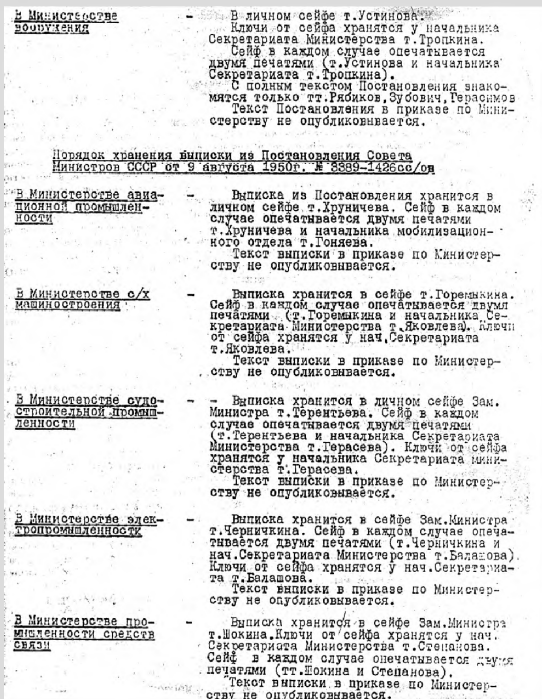 В Министерстве вооружения
- В личном сейфе т.Устинова.
Ключи от сейфа хранятся у начальника
Секретариата Министерства т.Тропкина.
Сейф в каждом случае опечатывается
двумя печатями (т.Устинова и начальника
Секретариата т.Тропкина).
С полным текстом Постановления знако-
мятся только тт.Рябиков,Зубович,Герасимов
Текст Постановления в приказе по Мини-
стерству не опубликовывается.
Порядок хранения выписки из Постановления Совета
Министров СССР от 9 августа 1950г. № 3389-1426сс/оп
В Министерстве авиа-
ционной промышлен-
ности
- Выписка из Постановления хранится в
личном сейфе т.Хруничева. Сейф в каждом
случае опечатывается двумя печатями
т.Хруничева и начальника мобилизацион-
ного отдела т.Гоняева.
Текст выписки в приказе по Министер-
ству не опубликовывается.
В Министерстве с/х
машиностроения
- Выписка хранится в сейфе т.Горемыкина.
Сейф в каждом случае опечатывается двумя
печатями (т.Горемыкина и начальника Се-
кретариата Министерства т.Яковлева). Ключи
от сейфа хранятся у нач.Секретариата
т.Яковлева.
Текст выписки в приказе по Министер-
ству не опубликовывается.
В Министерстве судо-
строительной промыш-
ленности
- Выписка хранится в личном сейфе Зам.
Министра т.Терентьева. Сейф в каждом
случае опечатывается двумя печатями
(т.Терентьева и начальника Секретариата
Министерства т.Герасева). Ключи от сейфа
хранятся у начальника Секретариата мини-
стерства т.Герасева.
Текст выписки в приказе по Министер-
ству не опубликовывается.
В Министерстве элек-
тропромышленности
- Выписка хранится в сейфе Зам.Министра
т.Черничкина. Сейф в каждом случае опеча-
тывается двумя печатями (т.Черничкина и
нач.Секретариата Министерства т.Балашова).
Ключи от сейфа хранятся у нач.Секретариа-
та т.Балашова.
Текст выписки в приказе по Министер-
ству не опубликовывается.
В Министерстве про-
мышленности средств
связи
- Выписка хранится в сейфе Зам.Министра
т.Шокина.Ключи от сейфа хранятся у нач.
Секретариата Министерства т.Степанова.
Сейф в каждом случае опечатывается двумя
печатями (тт.Шокина и Степанова).
Текст выписки в приказе по Министер-
ству не опубликовывается.